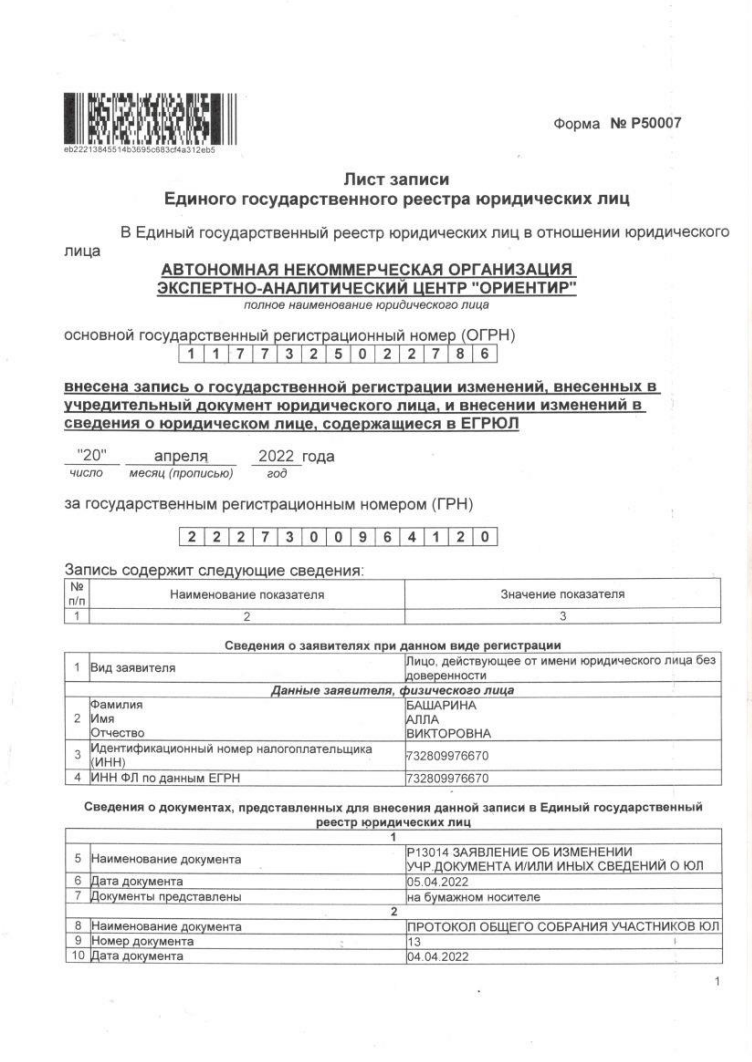 eb22213845514b3695c683cf4a312eb5
Форма № Р50007
Лист записи
Единого государственного реестра юридических лиц
В Единый государственный реестр юридических лиц в отношении юридического
лица
АВТОНОМНАЯ НЕКОММЕРЧЕСКАЯ ОРГАНИЗАЦИЯ
ЭКСПЕРТНО-АНАЛИТИЧЕСКИЙ ЦЕНТР "ОРИЕНТИР"
полное наименование юридического лица
основной государственный регистрационный номер (ОГРН)
1 1 7 7 3 2 5 0 2 2 7 8 6
внесена запись о государственной регистрации изменений, внесенных в
учредительный документ юридического лица, и внесении изменений в
сведения о юридическом лице, содержащиеся в ЕГРЮЛ
"20" апреля 2022 года
число месяц (прописью) год
за государственным регистрационным номером (ГРН)
2 2 2 7 3 0 0 9 6 4 1 2 0
Запись содержит следующие сведения:
№
п/п Наименование показателя Значение показателя
1 2 3
Сведения о заявителях при данном виде регистрации
1 Вид заявителя Лицо, действующее от имени юридического лица без
доверенности
Данные заявителя, физического лица
2 Фамилия БАШАРИНА
Имя АЛЛА
Отчество ВИКТОРОВНА
3 Идентификационный номер налогоплательщика
(ИНН) 732809976670
4 ИНН ФЛ по данным ЕГРН 732809976670
Сведения о документах, представленных для внесения данной записи в Единый государственный
реестр юридических лиц
1
5 Наименование документа Р13014 ЗАЯВЛЕНИЕ ОБ ИЗМЕНЕНИИ
УЧР.ДОКУМЕНТА И/ИЛИ ИНЫХ СВЕДЕНИЙ О ЮЛ
6 Дата документа 05.04.2022
7 Документы представлены на бумажном носителе
2
8 Наименование документа ПРОТОКОЛ ОБЩЕГО СОБРАНИЯ УЧАСТНИКОВ ЮЛ
9 Номер документа 13
10 Дата документа 04.04.2022
1